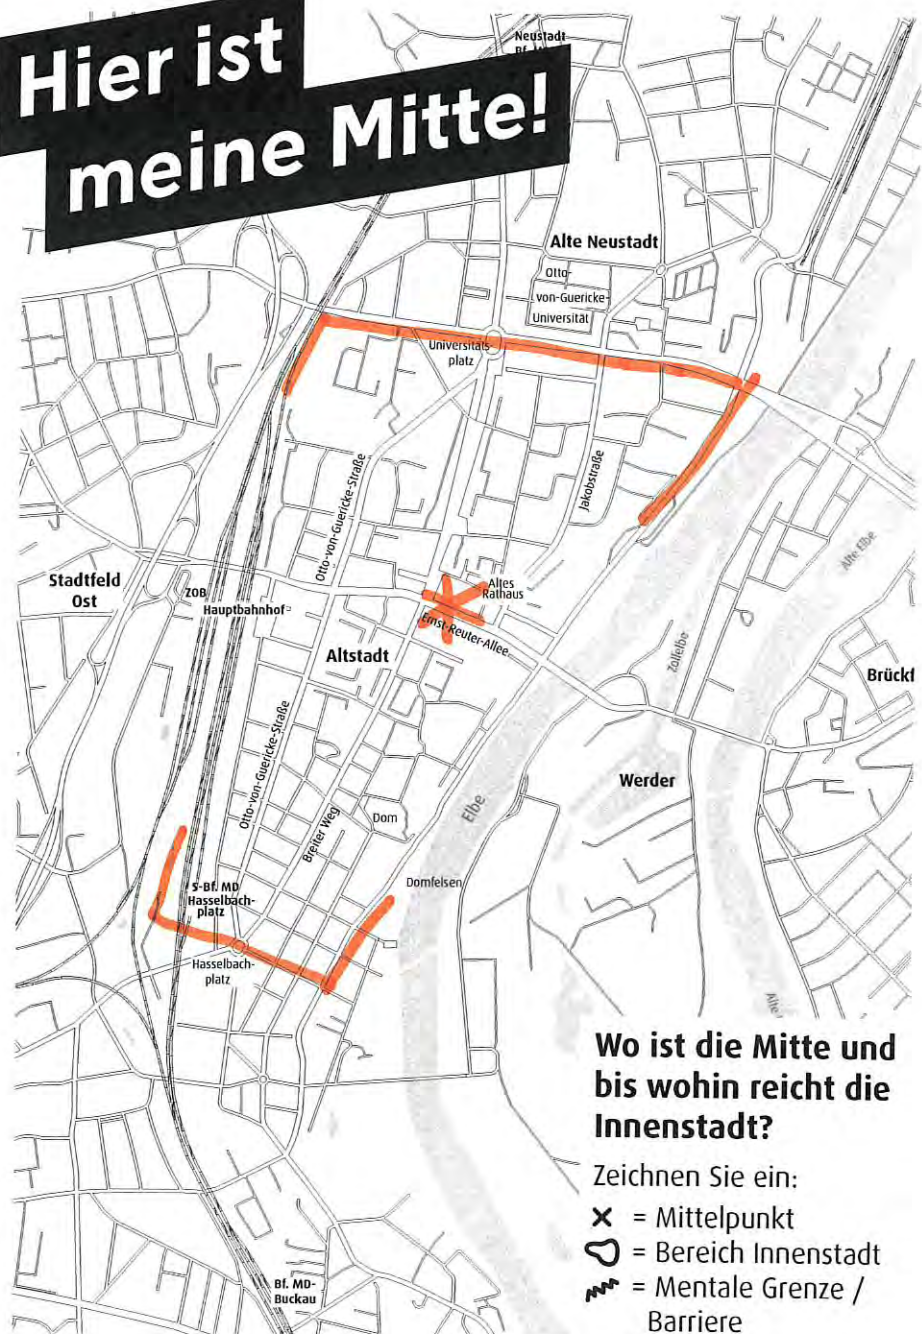 Hier ist
meine Mitte!
Neustadt
Alte Neustadt
Otto-
von-Guericke-
Universität
Universitäts-
platz
Otto-von-Guericke-Straße
Jakobstraße
Alte Elbe
Stadtfeld
Ost
ZOB
Hauptbahnhof
Altes
Rathaus
Ernst-Reuter-Allee
Altstadt
Zollelbe
Brückf
Otto-von-Guericke-Straße
Werder
Elbe
Breiter Weg
Dom
Domfelsen
S-Bf. MD
Hasselbach-
platz
Hasselbach-
platz
Alte
Wo ist die Mitte und
bis wohin reicht die
Innenstadt?
Zeichnen Sie ein:
= Mittelpunkt
= Bereich Innenstadt
= Mentale Grenze /
Barriere
Bf. MD-
Buckau